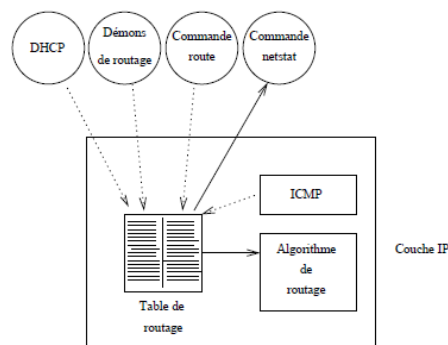 DHCP
Démons
de routage
Commande
route
Commande
netstat
ICMP
Algorithme
de
routage
Couche IP
Table de
routage